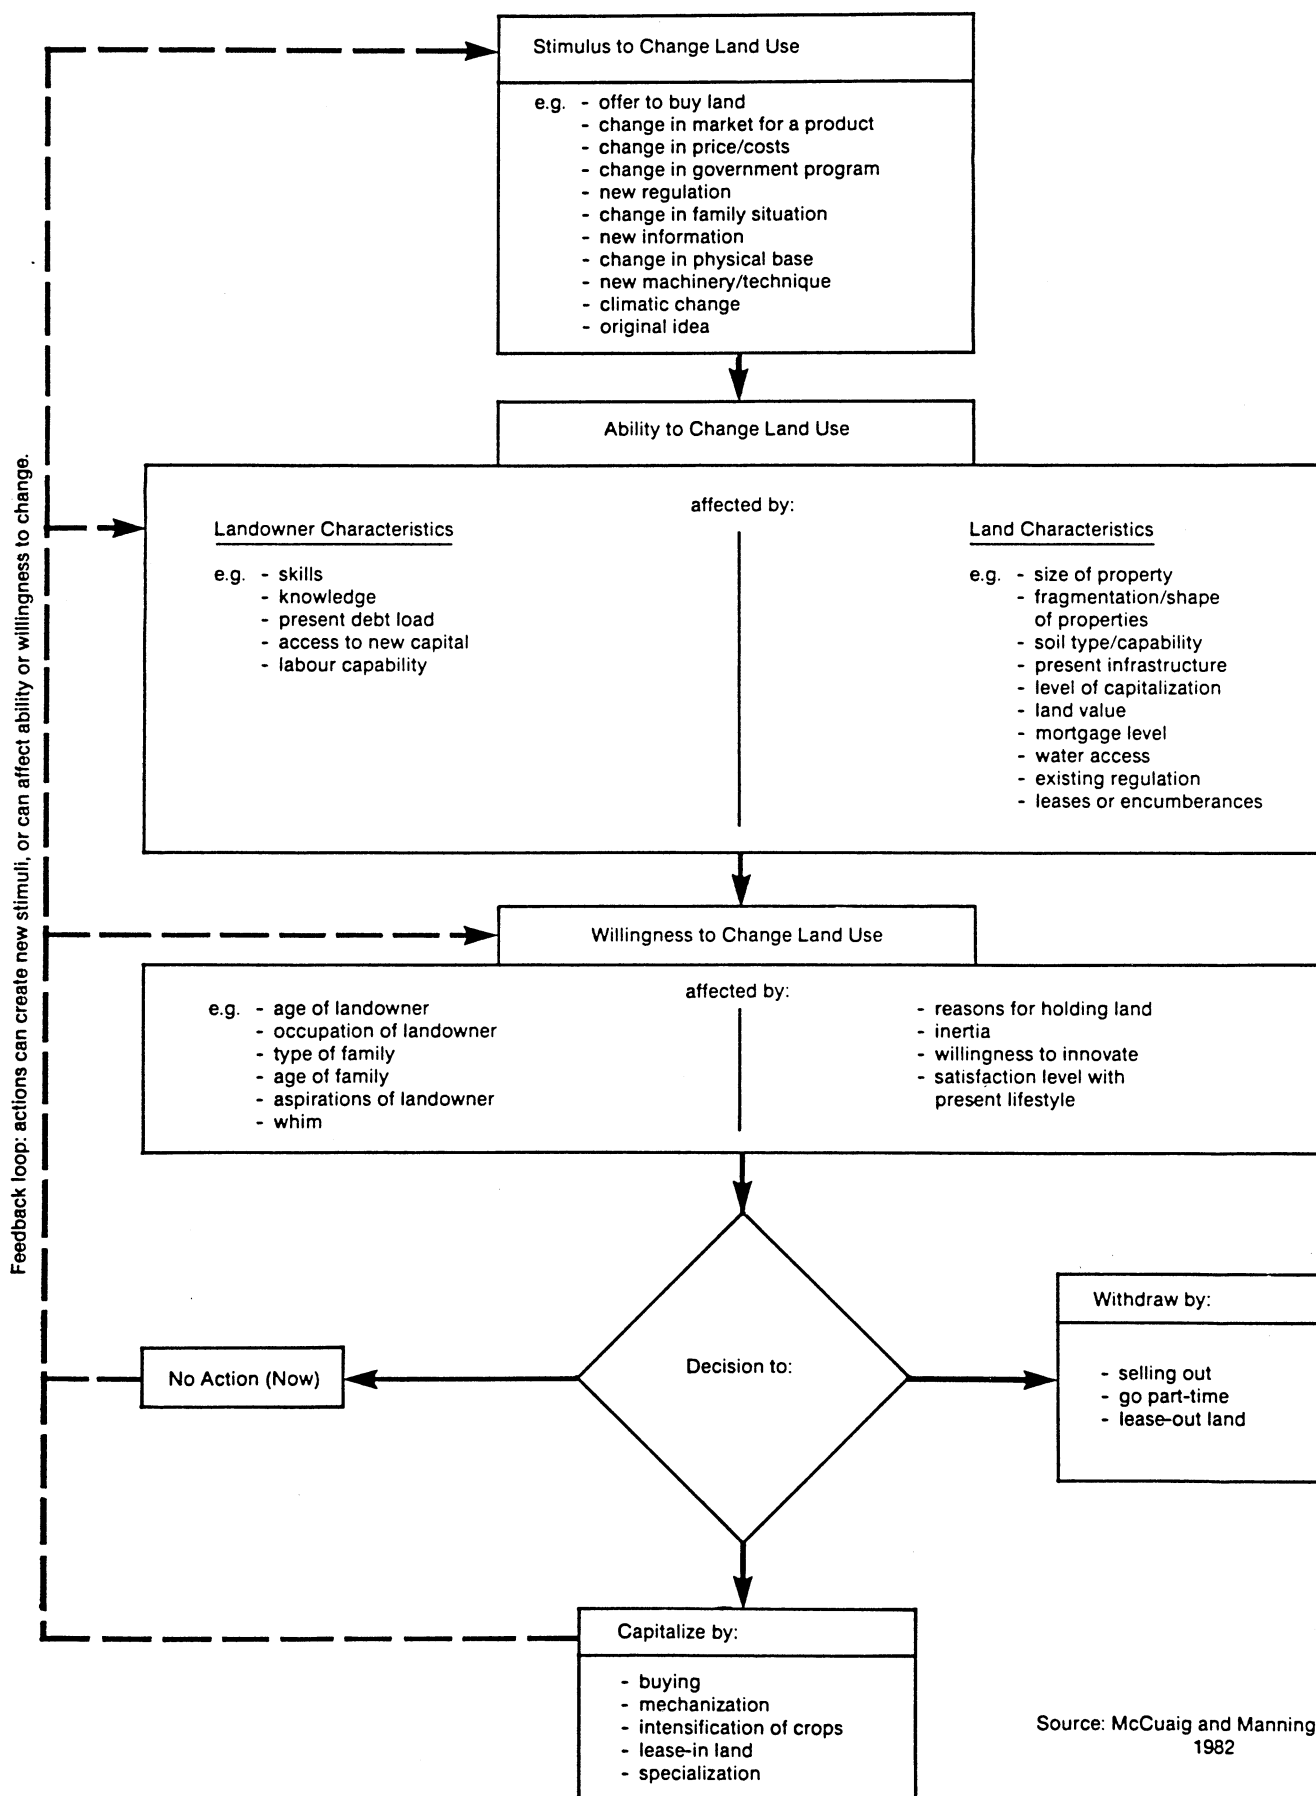 Stimulus to Change Land Use
e.g. - offer to buy land
- change in market for a product
- change in price/costs
- change in government program
- new regulation
- change in family situation
- new information
- change in physical base
- new machinery/technique
- climatic change
- original idea
Ability to Change Land Use
affected by:
Landowner Characteristics
e.g. - skills
- knowledge
- present debt load
- access to new capital
- labour capability
Land Characteristics
e.g. - size of property
- fragmentation/shape
of properties
- soil type/capability
- present infrastructure
- level of capitalization
- land value
- mortgage level
- water access
- existing regulation
- leases or encumberances
Willingness to Change Land Use
affected by:
e.g. - age of landowner
- occupation of landowner
- type of family
- age of family
- aspirations of landowner
- whim
- reasons for holding land
- inertia
- willingness to innovate
- satisfaction level with
present lifestyle
Decision to:
No Action (Now)
Withdraw by:
- selling out
- go part-time
- lease-out land
Capitalize by:
- buying
- mechanization
- intensification of crops
- lease-in land
- specialization
Feedback loop: actions can create new stimuli, or can affect ability or willingness to change.
Source: McCuaig and Manning
1982